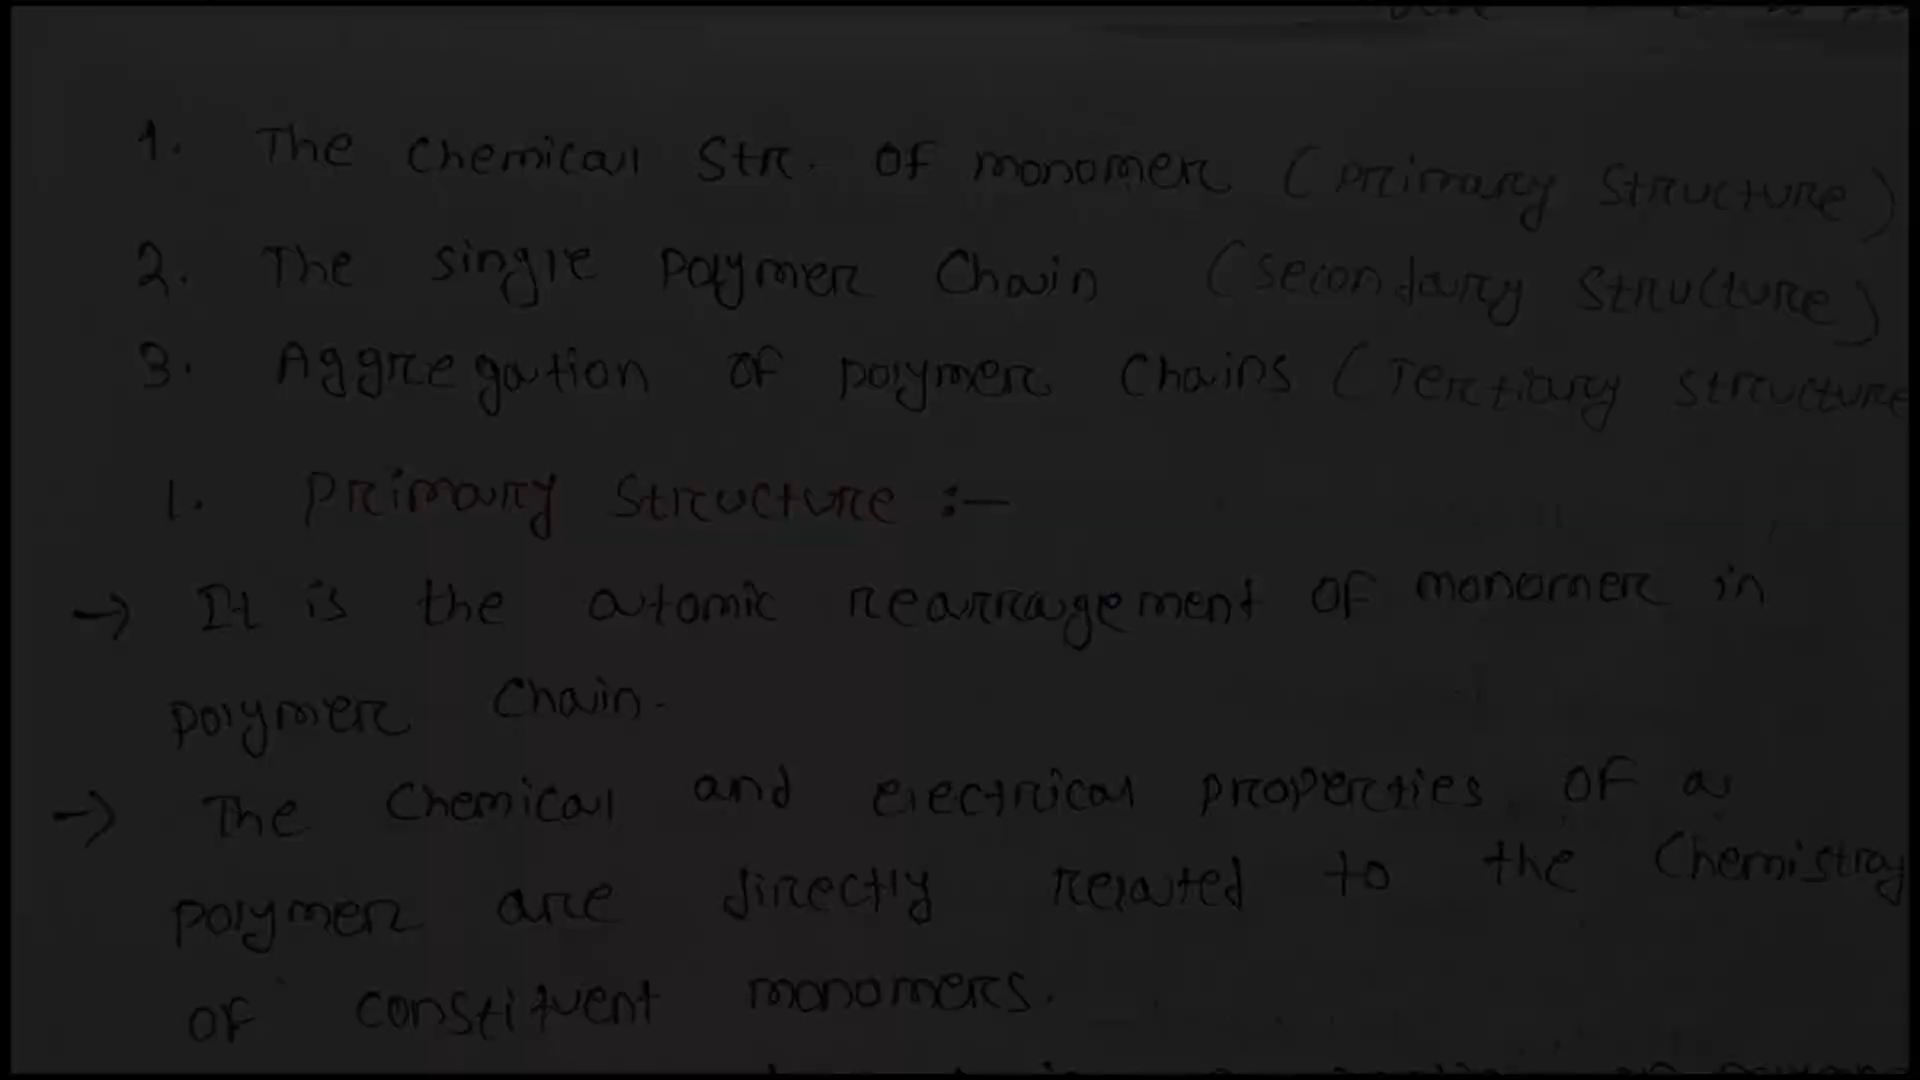 1. The chemical Str. of monomer (primary structure)
2. The single polymer Chain (secondary structure)
3. Aggregation of polymer chains (Tertiary structure
1. Primary Structure :-
→ It is the atomic rearragement of monomer in
polymer chain.
→ The chemical and electrical properties of a
polymer are directly related to the Chemistray
of constituent monomers.